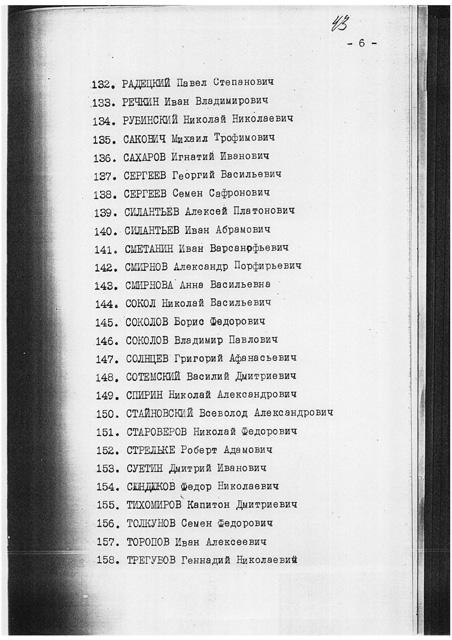 43
- 6 -
132. РАДЕЦКИЙ Павел Степанович
133. РЕЧКИН Иван Владимирович
134. РУБИНСКИЙ Николай Николаевич
135. САКОВИЧ Михаил Трофимович
136. САХАРОВ Игнатий Иванович
137. СЕРГЕЕВ Георгий Васильевич
138. СЕРГЕЕВ Семен Сафронович
139. СИЛАНТЬЕВ Алексей Платонович
140. СИЛАНТЬЕВ Иван Абрамович
141. СМЕТАНИН Иван Варсанофьевич
142. СМИРНОВ Александр Порфирьевич
143. СМИРНОВА Анна Васильевна
144. СОКОЛ Николай Васильевич
145. СОКОЛОВ Борис Федорович
146. СОКОЛОВ Владимир Павлович
147. СОЛНЦЕВ Григорий Афанасьевич
148. СОТЕМСКИЙ Василий Дмитриевич
149. СПИРИН Николай Александрович
150. СТАЙНОВСКИЙ Всеволод Александрович
151. СТАРОВЕРОВ Николай Федорович
152. СТРЕЛЬКЕ Роберт Адамович
153. СУЕТИН Дмитрий Иванович
154. Федор Николаевич
155. ТИХОМИРОВ Капитон Дмитриевич
156. ТОЛКУНОВ Семен Федорович
157. ТОРОПОВ Иван Алексеевич
158. ТРЕГУБОВ Геннадий Николаевич